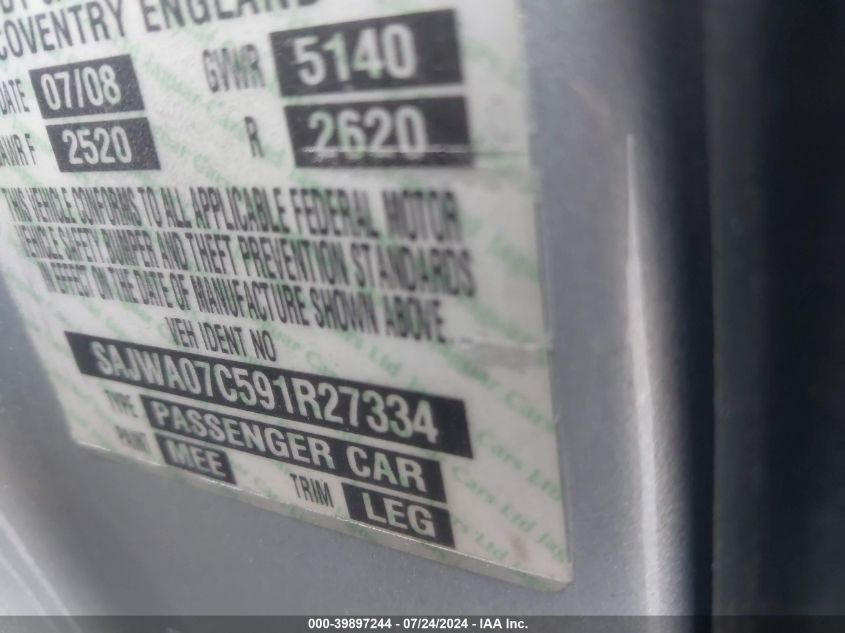 COVENTRY ENGLAND
DATE 07/08 GVWR 5140
AWR F 2520 R 2620
THIS VEHICLE CONFORMS TO ALL APPLICABLE FEDERAL MOTOR
VEHICLE SAFETY BUMPER AND THEFT PREVENTION STANDARDS
IN EFFECT ON THE DATE OF MANUFACTURE SHOWN ABOVE
VEH IDENT NO
SAJWA07C591R27334
TYPE PASSENGER CAR
PAINT MEE TRIM LEG
000-39897244 - 07/24/2024 - IAA Inc.